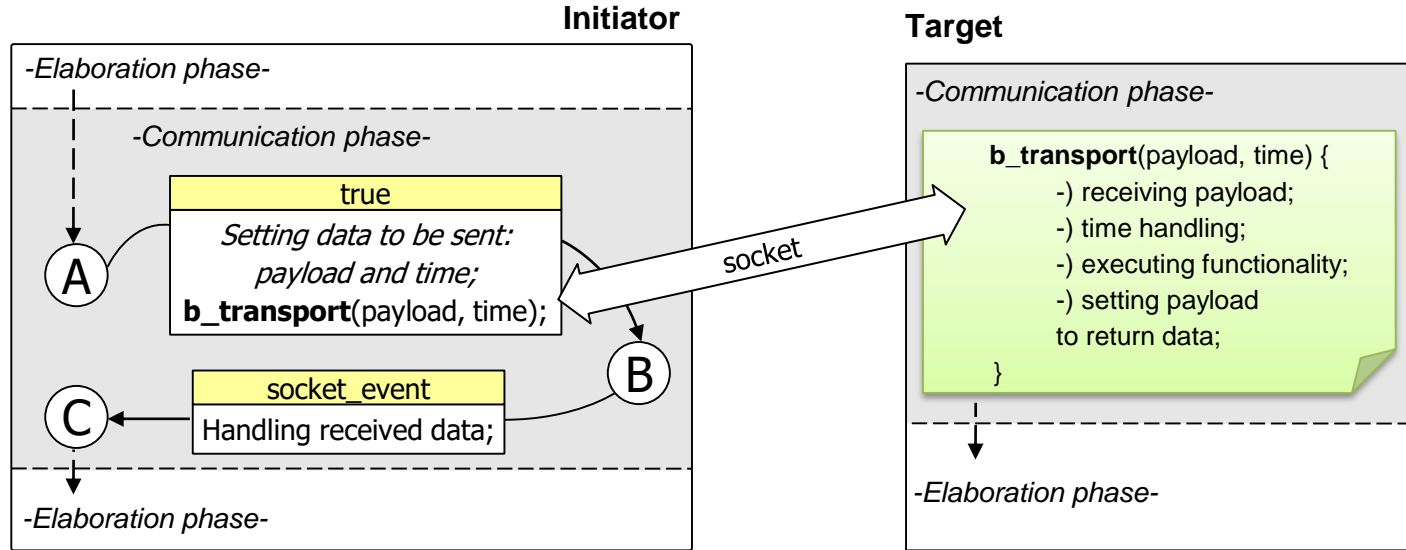 Initiator
-Elaboration phase-
-Communication phase-
true
Setting data to be sent:
payload and time;
b_transport(payload, time);
A
B
socket_event
Handling received data;
C
-Elaboration phase-
socket
Target
-Communication phase-
b_transport(payload, time) {
-) receiving payload;
-) time handling;
-) executing functionality;
-) setting payload
to return data;
}
-Elaboration phase-